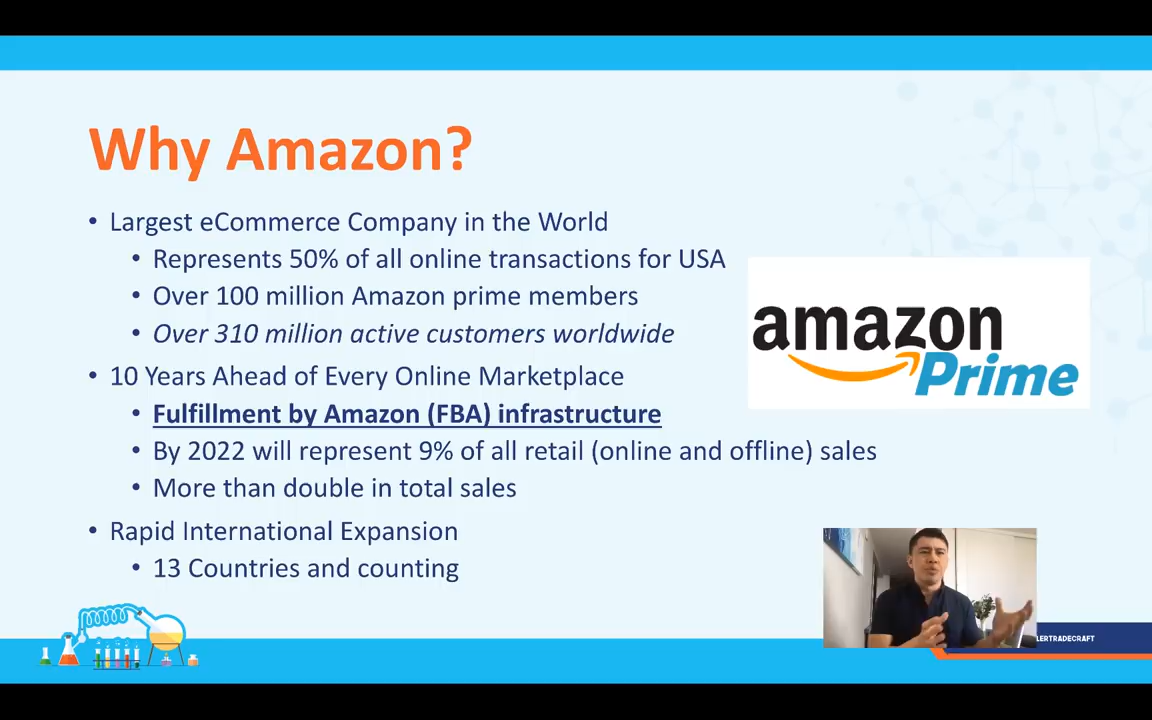 Why Amazon?
• Largest eCommerce Company in the World
• Represents 50% of all online transactions for USA
• Over 100 million Amazon prime members
• Over 310 million active customers worldwide
• 10 Years Ahead of Every Online Marketplace
• Fulfillment by Amazon (FBA) infrastructure
• By 2022 will represent 9% of all retail (online and offline) sales
• More than double in total sales
• Rapid International Expansion
• 13 Countries and counting
amazon
Prime
LERTRADECRAFT